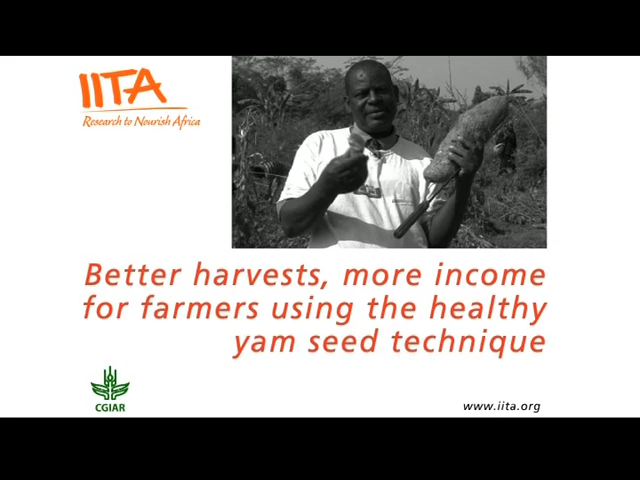 IITA
Research to Nourish Africa
Better harvests, more income
for farmers using the healthy
yam seed technique
CGIAR
www.iita.org